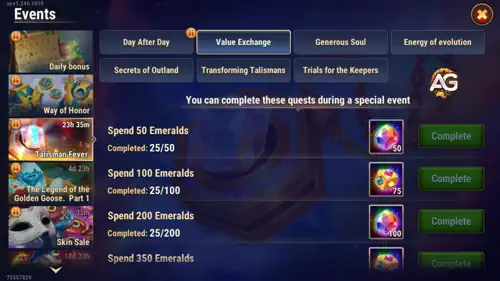 Events
Daily bonus
Way of Honor
23h 35m
Talisman Fever
4d 23h
The Legend of the
Golden Goose. Part 1
Skin Sale
18d 23h
75557829
Day After Day
Value Exchange
Generous Soul
Energy of evolution
Secrets of Outland
Transforming Talismans
Trials for the Keepers
AG
You can complete these quests during a special event
Spend 50 Emeralds
Completed: 25/50
50
Complete
Spend 100 Emeralds
Completed: 25/100
75
Complete
Spend 200 Emeralds
Completed: 25/200
100
Complete
Spend 350 Emeralds